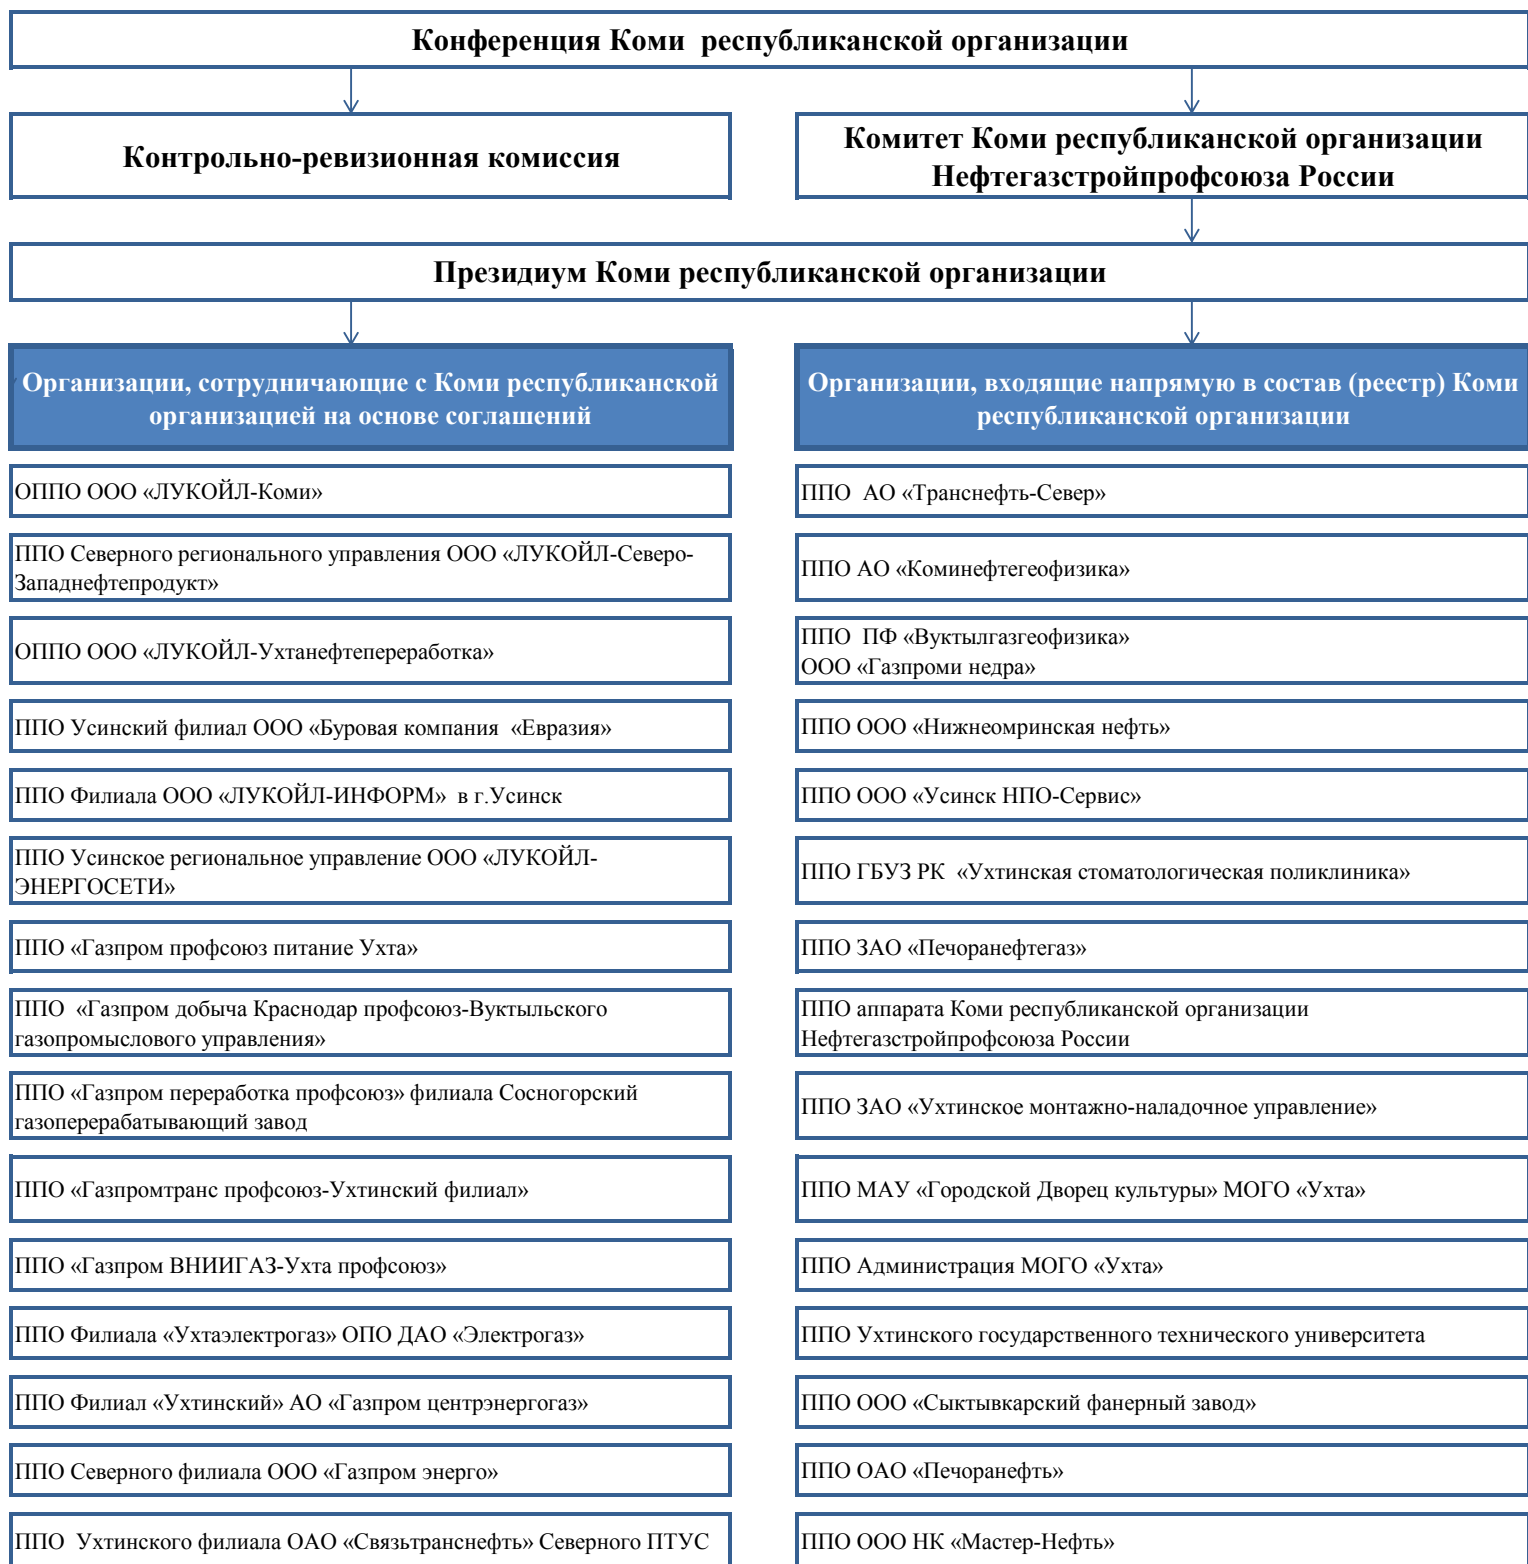 Конференция Коми республиканской организации
Контрольно-ревизионная комиссия
Комитет Коми республиканской организации
Нефтегазстройпрофсоюза России
Президиум Коми республиканской организации
Организации, сотрудничающие с Коми республиканской
организацией на основе соглашений
ОППО ООО «ЛУКОЙЛ-Коми»
ППО Северного регионального управления ООО «ЛУКОЙЛ-Северо-
Западнефтепродукт»
ОППО ООО «ЛУКОЙЛ-Ухтанефтепереработка»
ППО Усинский филиал ООО «Буровая компания «Евразия»
ППО Филиала ООО «ЛУКОЙЛ-ИНФОРМ» в г.Усинск
ППО Усинское региональное управление ООО «ЛУКОЙЛ-
ЭНЕРГОСЕТИ»
ППО «Газпром профсоюз питание Ухта»
ППО «Газпром добыча Краснодар профсоюз-Вуктыльского
газопромыслового управления»
ППО «Газпром переработка профсоюз» филиала Сосногорский
газоперерабатывающий завод
ППО «Газпромтранс профсоюз-Ухтинский филиал»
ППО «Газпром ВНИИГАЗ-Ухта профсоюз»
ППО Филиала «Ухтаэлектрогаз» ОПО ДАО «Электрогаз»
ППО Филиал «Ухтинский» АО «Газпром центрэнергогаз»
ППО Северного филиала ООО «Газпром энерго»
ППО Ухтинского филиала ОАО «Связьтранснефть» Северного ПТУС
Организации, входящие напрямую в состав (реестр) Коми
республиканской организации
ППО АО «Транснефть-Север»
ППО АО «Коминефтегеофизика»
ППО ПФ «Вуктылгазгеофизика»
ООО «Газпроми недра»
ППО ООО «Нижнеомринская нефть»
ППО ООО «Усинск НПО-Сервис»
ППО ГБУЗ РК «Ухтинская стоматологическая поликлиника»
ППО ЗАО «Печоранефтегаз»
ППО аппарата Коми республиканской организации
Нефтегазстройпрофсоюза России
ППО ЗАО «Ухтинское монтажно-наладочное управление»
ППО МАУ «Городской Дворец культуры» МОГО «Ухта»
ППО Администрация МОГО «Ухта»
ППО Ухтинского государственного технического университета
ППО ООО «Сыктывкарский фанерный завод»
ППО ОАО «Печоранефть»
ППО ООО НК «Мастер-Нефть»